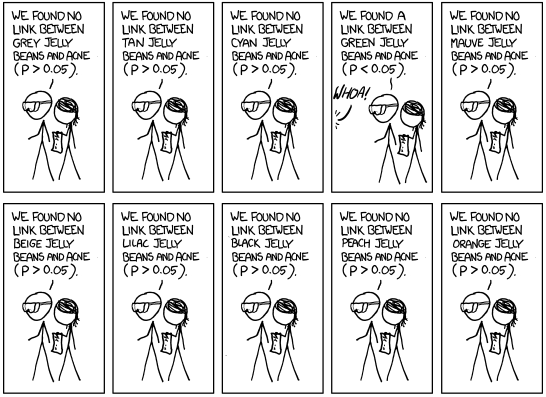 WE FOUND NO
LINK BETWEEN
GREY JELLY
BEANS AND ACNE
(P > 0.05).
WE FOUND NO
LINK BETWEEN
TAN JELLY
BEANS AND ACNE
(P > 0.05).
WE FOUND NO
LINK BETWEEN
CYAN JELLY
BEANS AND ACNE
(P > 0.05).
WE FOUND A
LINK BETWEEN
GREEN JELLY
BEANS AND ACNE
(P < 0.05).
WHOA!
WE FOUND NO
LINK BETWEEN
MAUVE JELLY
BEANS AND ACNE
(P > 0.05).
WE FOUND NO
LINK BETWEEN
BEIGE JELLY
BEANS AND ACNE
(P > 0.05).
WE FOUND NO
LINK BETWEEN
LILAC JELLY
BEANS AND ACNE
(P > 0.05).
WE FOUND NO
LINK BETWEEN
BLACK JELLY
BEANS AND ACNE
(P > 0.05).
WE FOUND NO
LINK BETWEEN
PEACH JELLY
BEANS AND ACNE
(P > 0.05).
WE FOUND NO
LINK BETWEEN
ORANGE JELLY
BEANS AND ACNE
(P > 0.05).